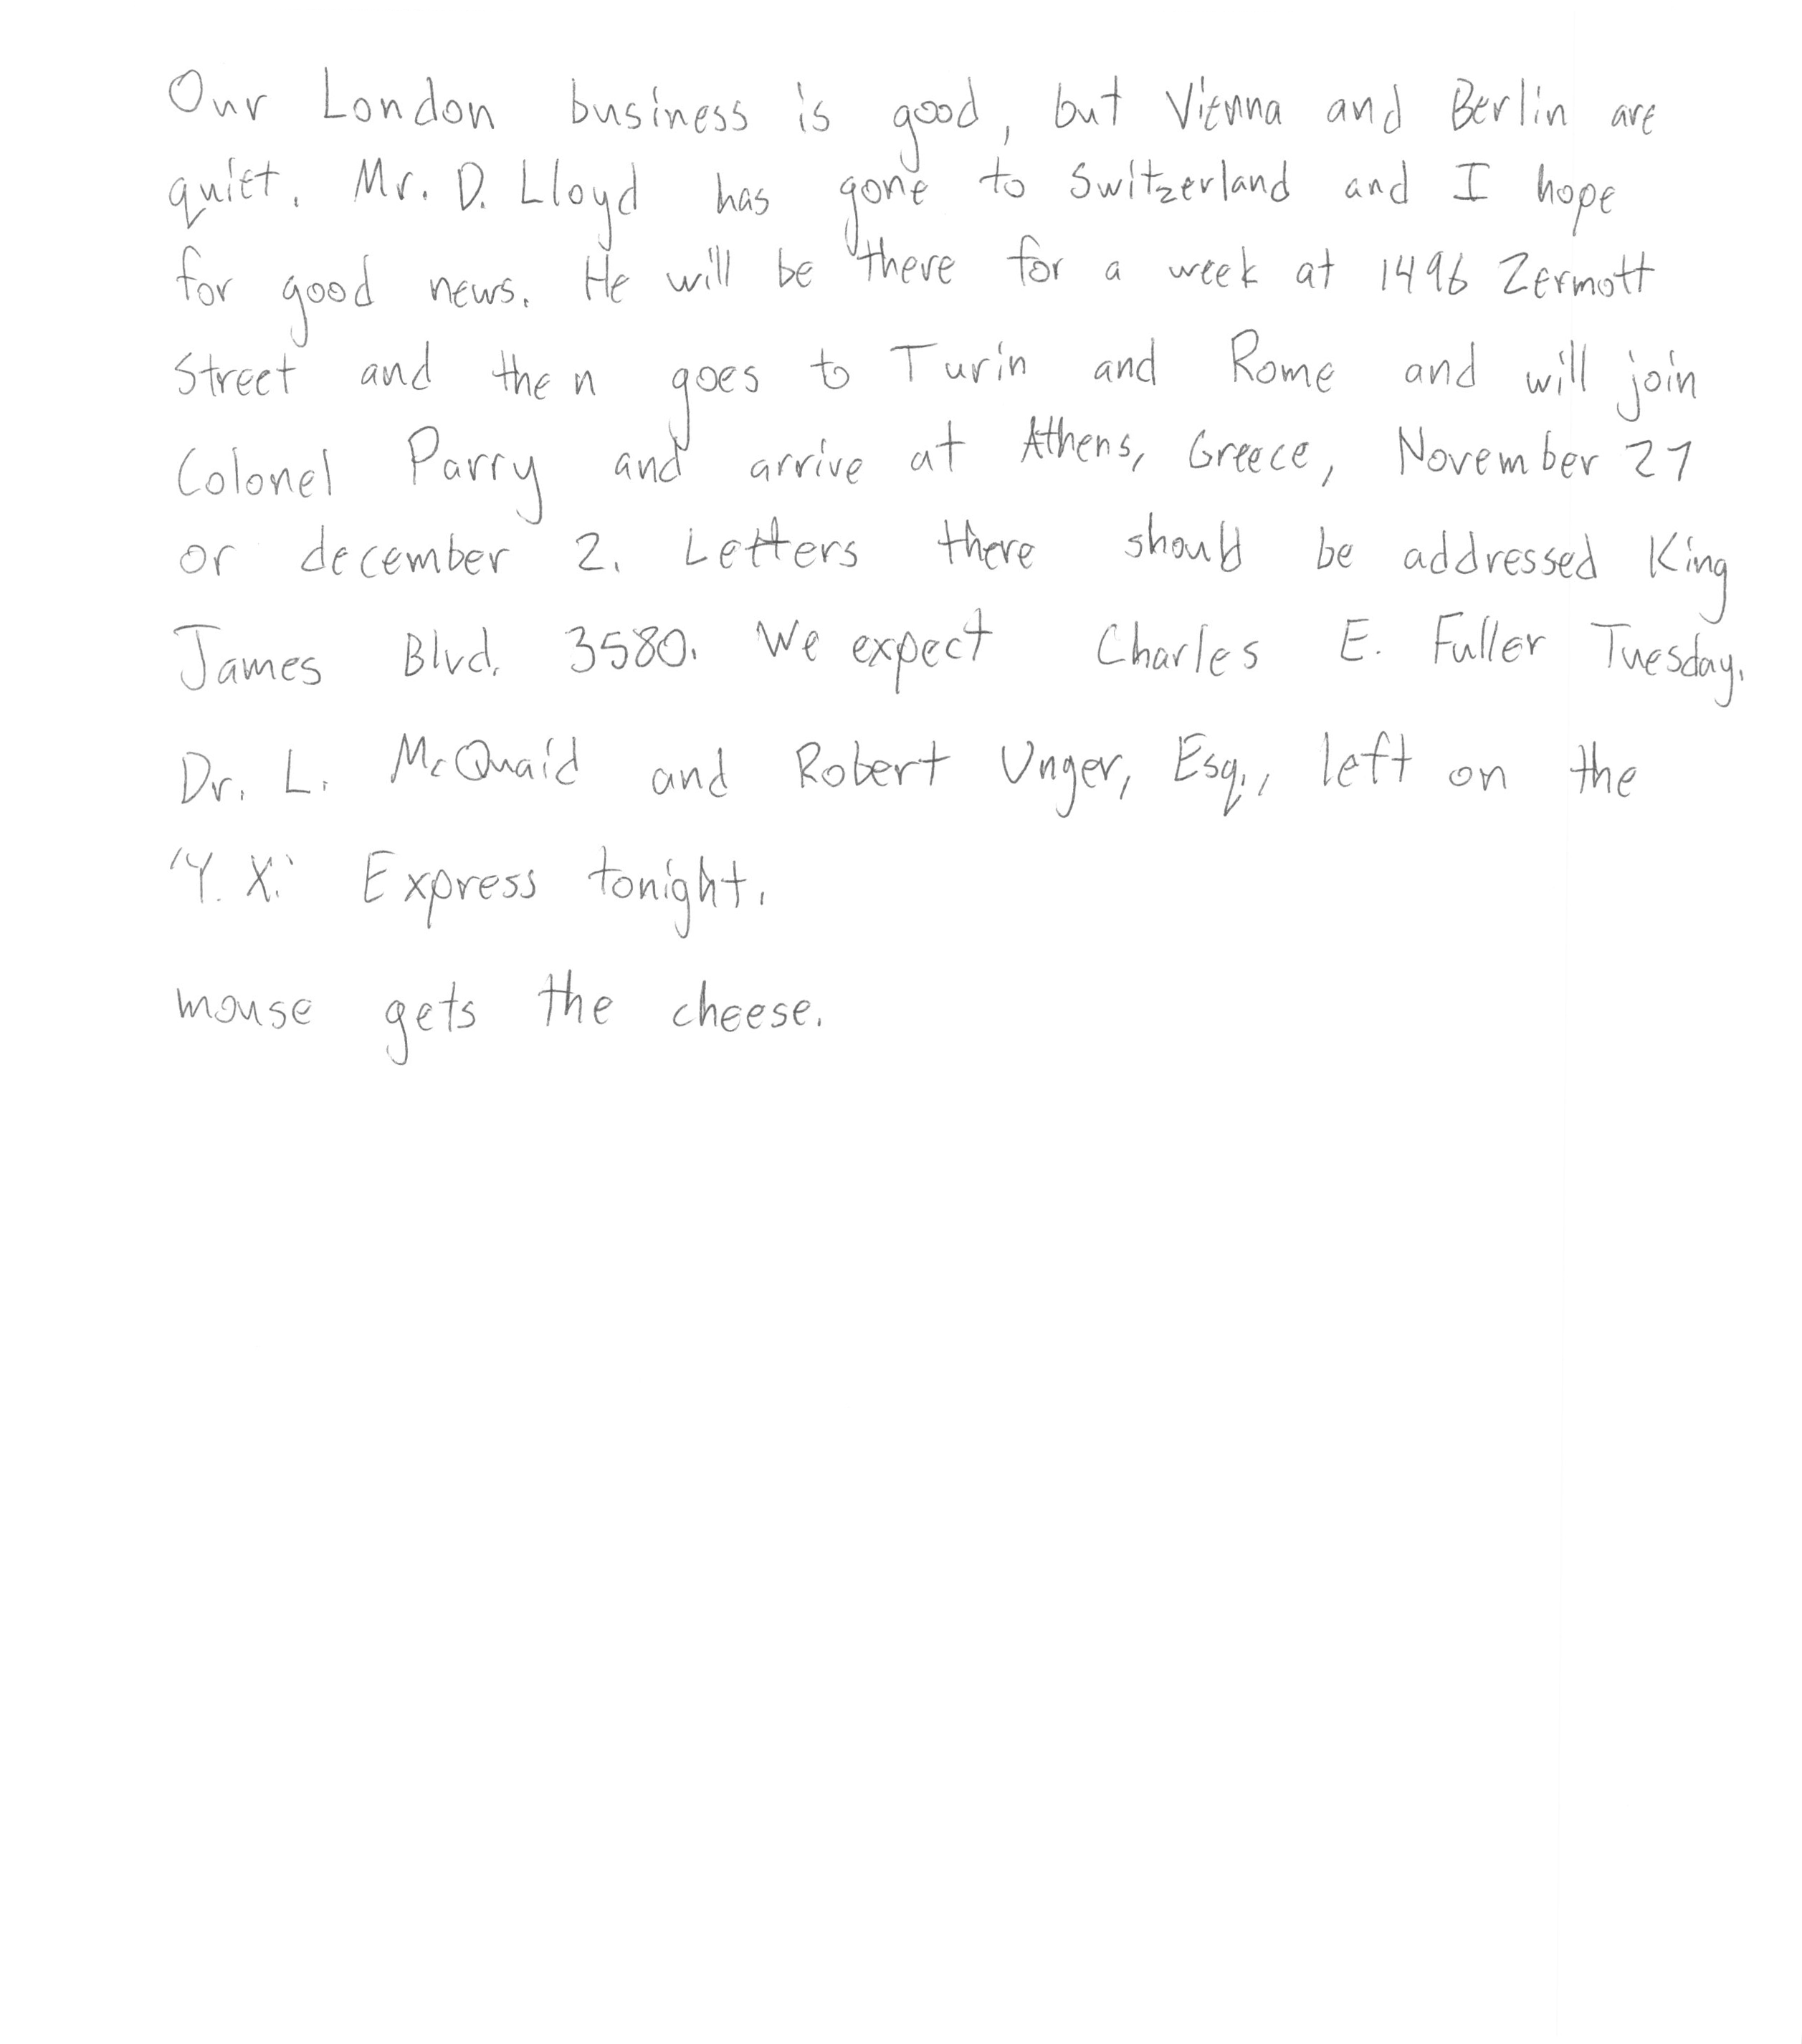 Our London business is good, but Vienna and Berlin are
quiet. Mr. D. Lloyd has gone to Switzerland and I hope
for good news. He will be there for a week at 1496 Zermott
Street and then goes to Turin and Rome and will join
Colonel Parry and arrive at Athens, Greece, November 27
or december 2. Letters there should be addressed King
James Blvd. 3580. We expect Charles E. Fuller Tuesday.
Dr. L. McQuaid and Robert Unger, Esq., left on the
'Y. X.' Express tonight.
mouse gets the cheese.